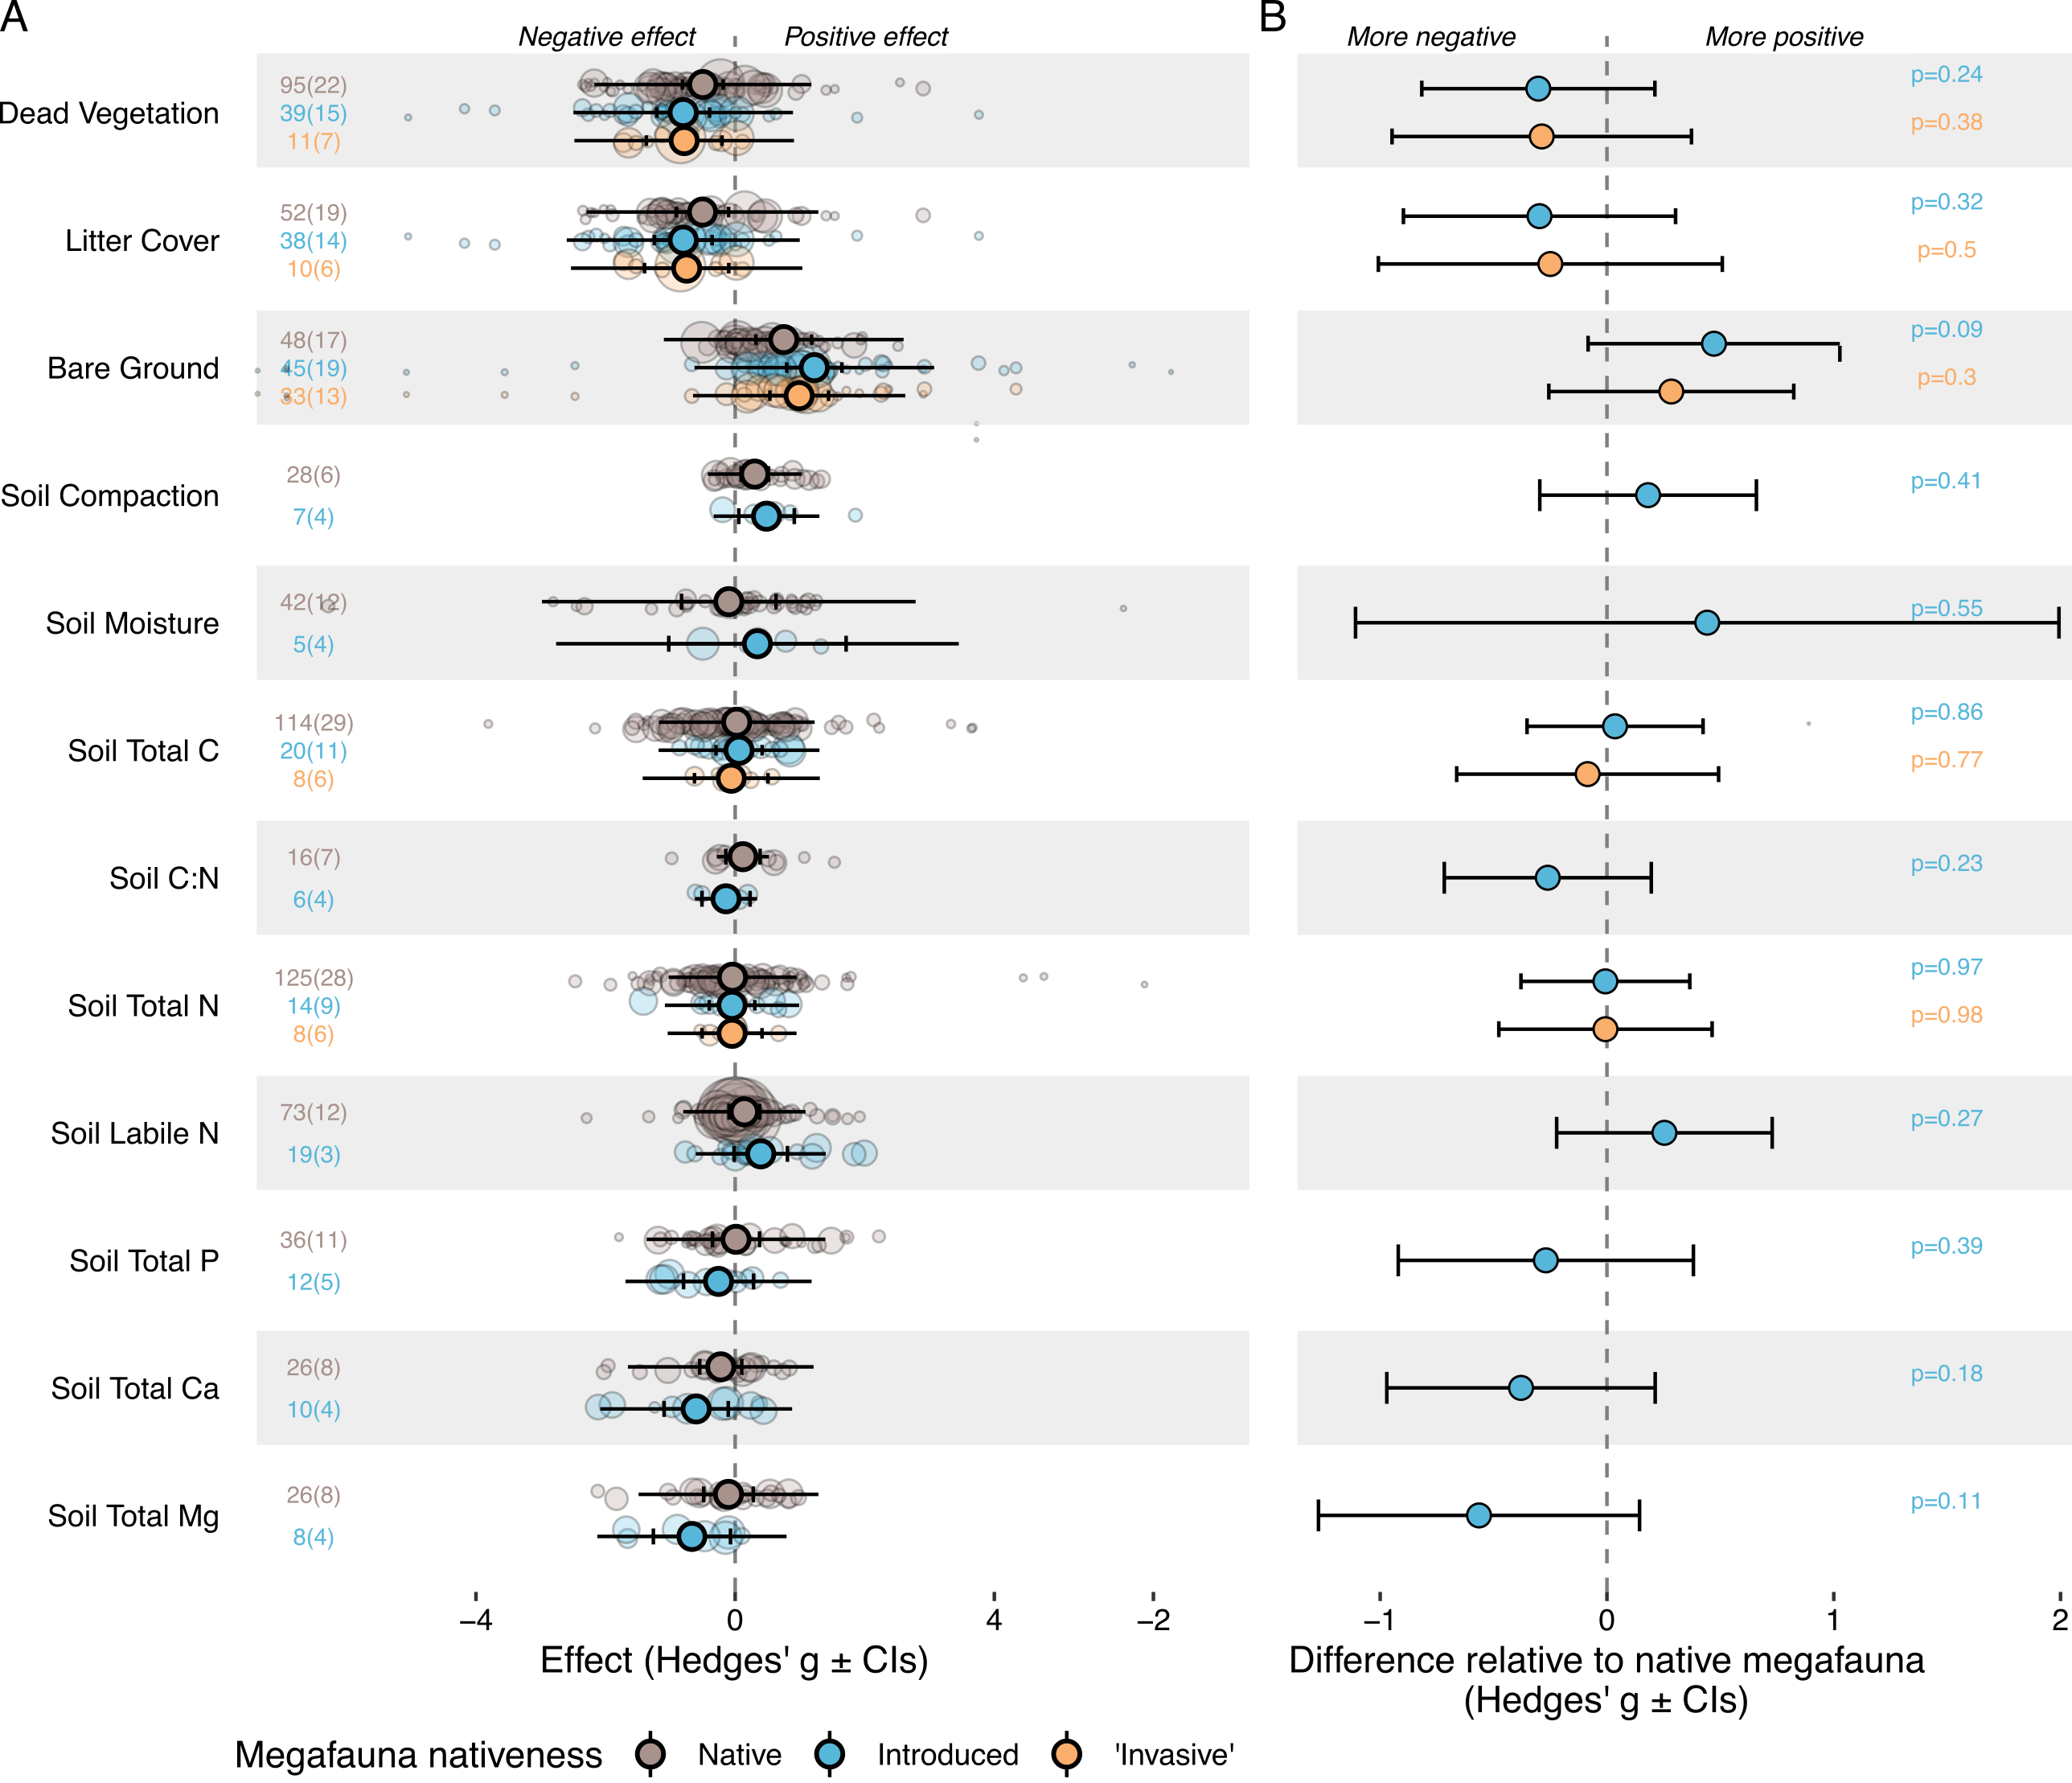 A
B
Negative effect
Positive effect
More negative
More positive
Dead Vegetation
95(22)
39(15)
11(7)
p=0.24
p=0.38
Litter Cover
52(19)
38(14)
10(6)
p=0.32
p=0.5
Bare Ground
48(17)
45(19)
33(13)
p=0.09
p=0.3
Soil Compaction
28(6)
7(4)
p=0.41
Soil Moisture
42(12)
5(4)
p=0.55
Soil Total C
114(29)
20(11)
8(6)
p=0.86
p=0.77
Soil C:N
16(7)
6(4)
p=0.23
Soil Total N
125(28)
14(9)
8(6)
p=0.97
p=0.98
Soil Labile N
73(12)
19(3)
p=0.27
Soil Total P
36(11)
12(5)
p=0.39
Soil Total Ca
26(8)
10(4)
p=0.18
Soil Total Mg
26(8)
8(4)
p=0.11
−4 0 4 −2 −1 0 1 2
Effect (Hedges' g ± CIs)
Difference relative to native megafauna
(Hedges' g ± CIs)
Megafauna nativeness Native Introduced 'Invasive'